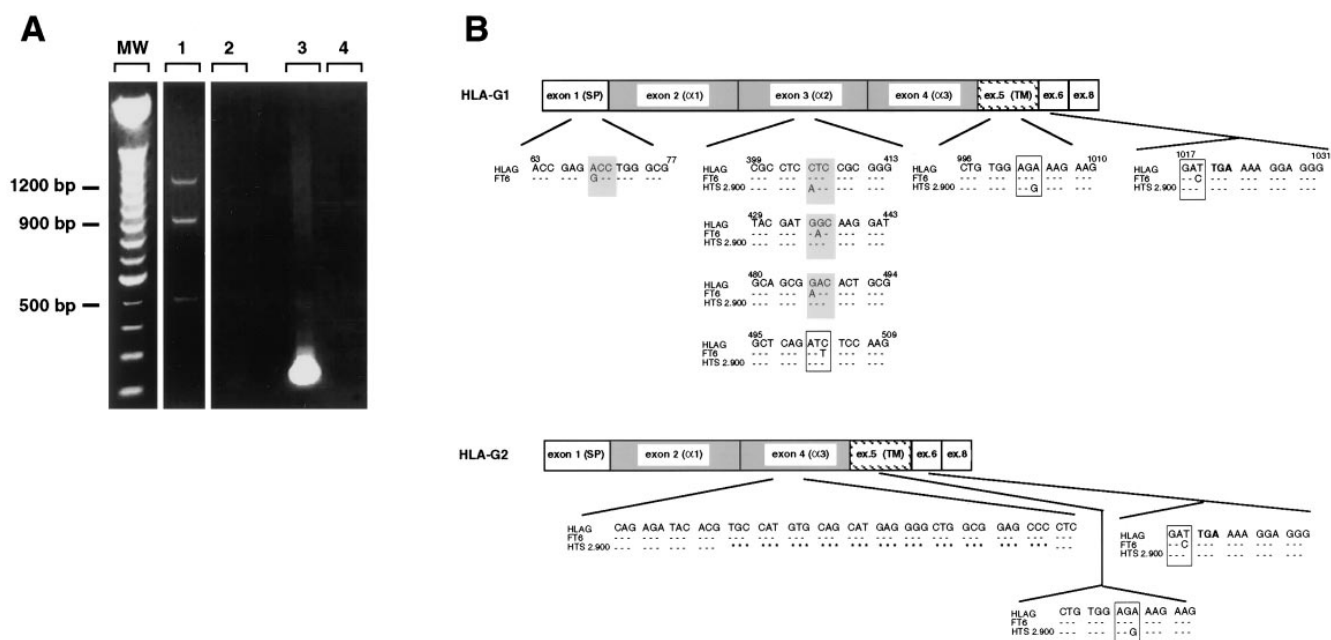 A
MW 1 2 3 4
1200 bp
900 bp
500 bp
B
HLA-G1
exon 1 (SP) exon 2 (α1) exon 3 (α2) exon 4 (α3) ex.5 (TM) ex.6 ex.8
63 77
HLAG ACC GAG ACC TGG GCG
FT6 --- --- G-- --- ---
399 413
HLAG CGC CTC CTC CGC GGG
FT6 --- --- --- --- ---
HTS 2.900 --- --- A-- --- ---
429 443
HLAG TAC GAT GGC AAG GAT
FT6 --- --- -A- --- ---
HTS 2.900 --- --- --- --- ---
480 494
HLAG GCA GCG GAC ACT GCG
FT6 --- --- A-- --- ---
HTS 2.900 --- --- --- --- ---
495 509
HLAG GCT CAG ATC TCC AAG
FT6 --- --- --T --- ---
HTS 2.900 --- --- --- --- ---
996 1010
HLAG CTG TGG AGA AAG AAG
FT6 --- --- --- --- ---
HTS 2.900 --- --- --G --- ---
1017 1031
HLAG GAT TGA AAA GGA GGG
FT6 --C --- --- --- ---
HTS 2.900 --- --- --- --- ---
HLA-G2
exon 1 (SP) exon 2 (α1) exon 4 (α3) ex.5 (TM) ex.6 ex.8
HLAG CAG AGA TAC ACG TGC CAT GTG CAG CAT GAG GGG CTG GCG GAG CCC CTC
FT6 --- --- --- --- --- --- --- --- --- --- --- --- --- --- --- ---
HTS 2.900 --- --- --- --- *** *** *** *** *** *** *** *** *** *** *** ---
HLAG GAT TGA AAA GGA GGG
FT6 --C --- --- --- ---
HTS 2.900 --- --- --- --- ---
HLAG CTG TGG AGA AAG AAG
FT6 --- --- --- --- ---
HTS 2.900 --- --- --G --- ---